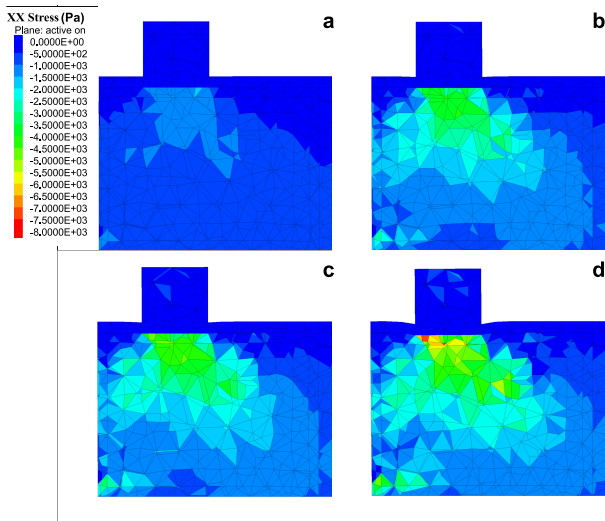 XX Stress (Pa)
Plane: active on
0.0000E+00
-5.0000E+02
-1.0000E+03
-1.5000E+03
-2.0000E+03
-2.5000E+03
-3.0000E+03
-3.5000E+03
-4.0000E+03
-4.5000E+03
-5.0000E+03
-5.5000E+03
-6.0000E+03
-6.5000E+03
-7.0000E+03
-7.5000E+03
-8.0000E+03
a
b
c
d